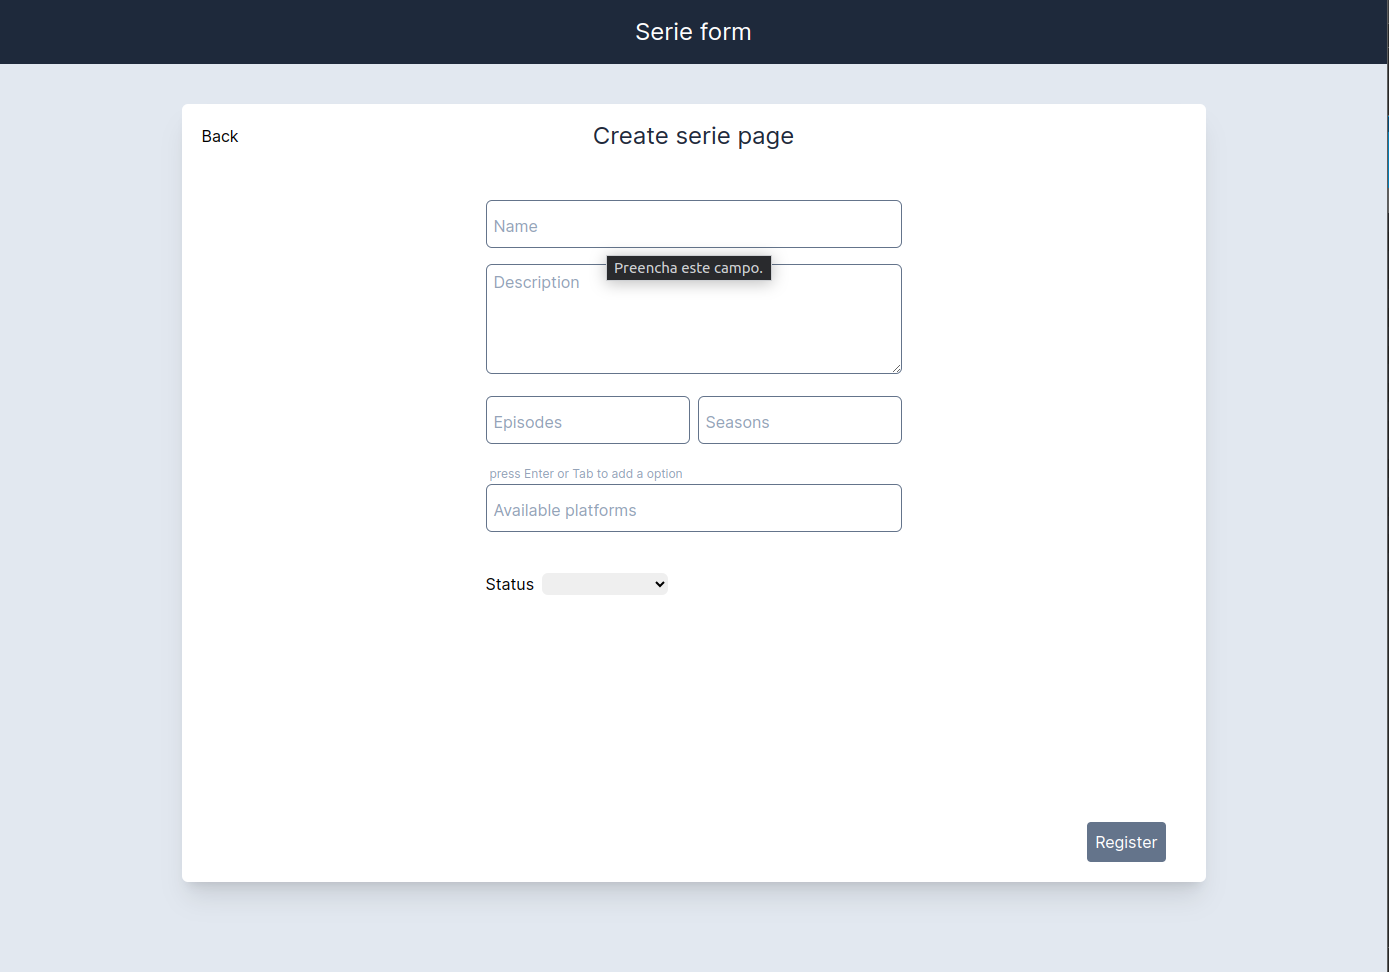 Serie form
Back
Create serie page
Name
Preencha este campo.
Description
Episodes
Seasons
press Enter or Tab to add a option
Available platforms
Status
Register